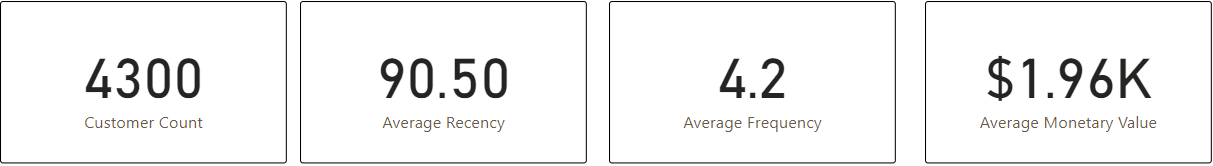 4300
Customer Count
90.50
Average Recency
4.2
Average Frequency
$1.96K
Average Monetary Value